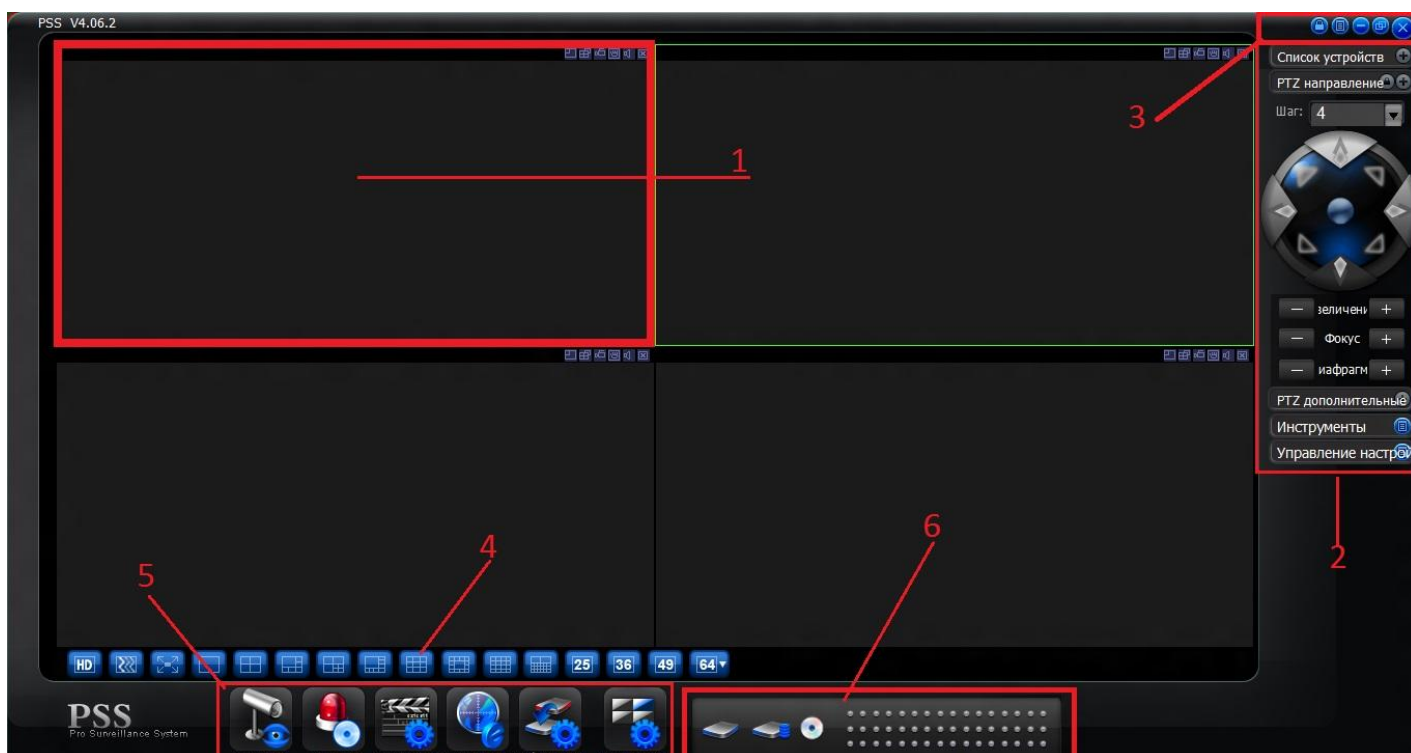 PSS V4.06.2
Список устройств
PTZ направление
Шаг: 4
1
3
зеличени
Фокус
иафрагм
PTZ дополнительные
Инструменты
Управление настрой
2
4
5
6
HD
25 36 49 64
PSS
Pro Surveillance System